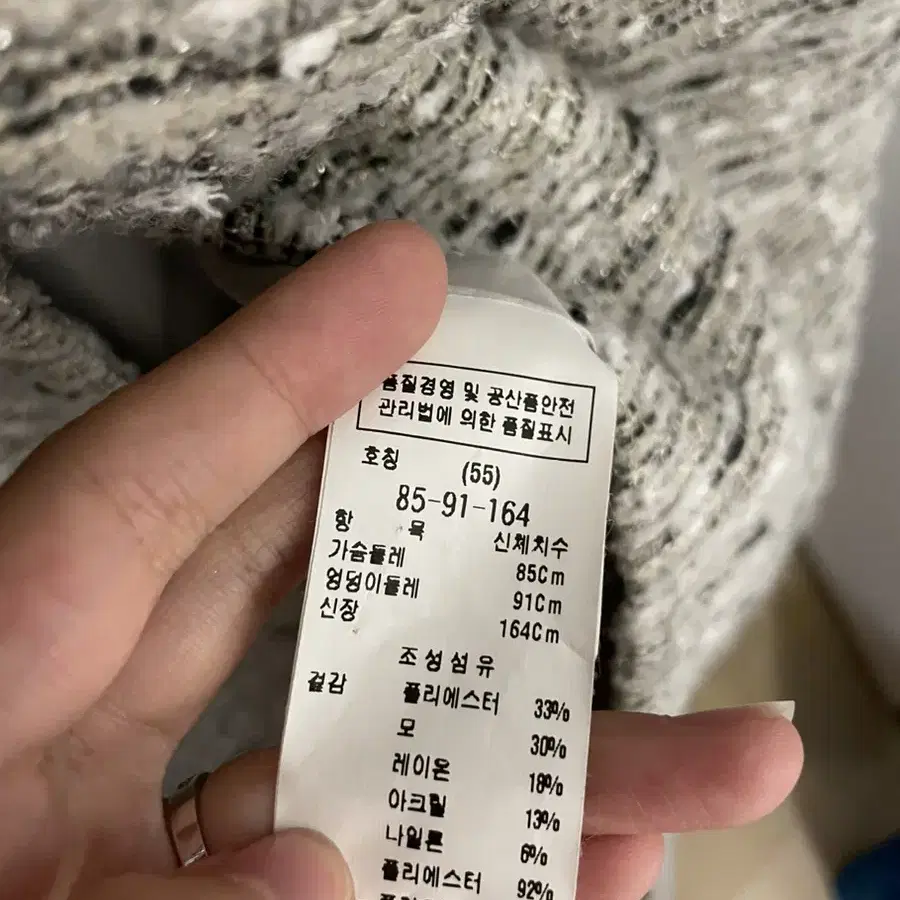 품질경영 및 공산품안전
관리법에 의한 품질표시
호칭 (55)
85-91-164
항 목 신체치수
가슴둘레 85Cm
엉덩이둘레 91Cm
신장 164Cm
조성섬유
겉감 폴리에스터 33%
모 30%
레이온 18%
아크릴 13%
나일론 6%
폴리에스터 92%